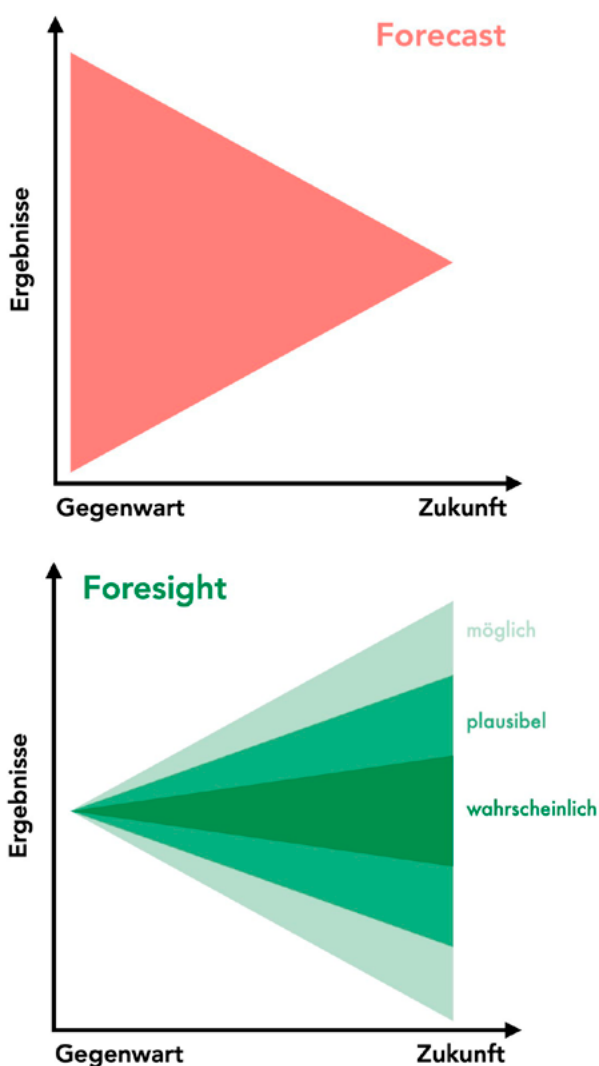 Forecast
Ergebnisse
Gegenwart
Zukunft
Foresight
möglich
plausibel
wahrscheinlich
Ergebnisse
Gegenwart
Zukunft